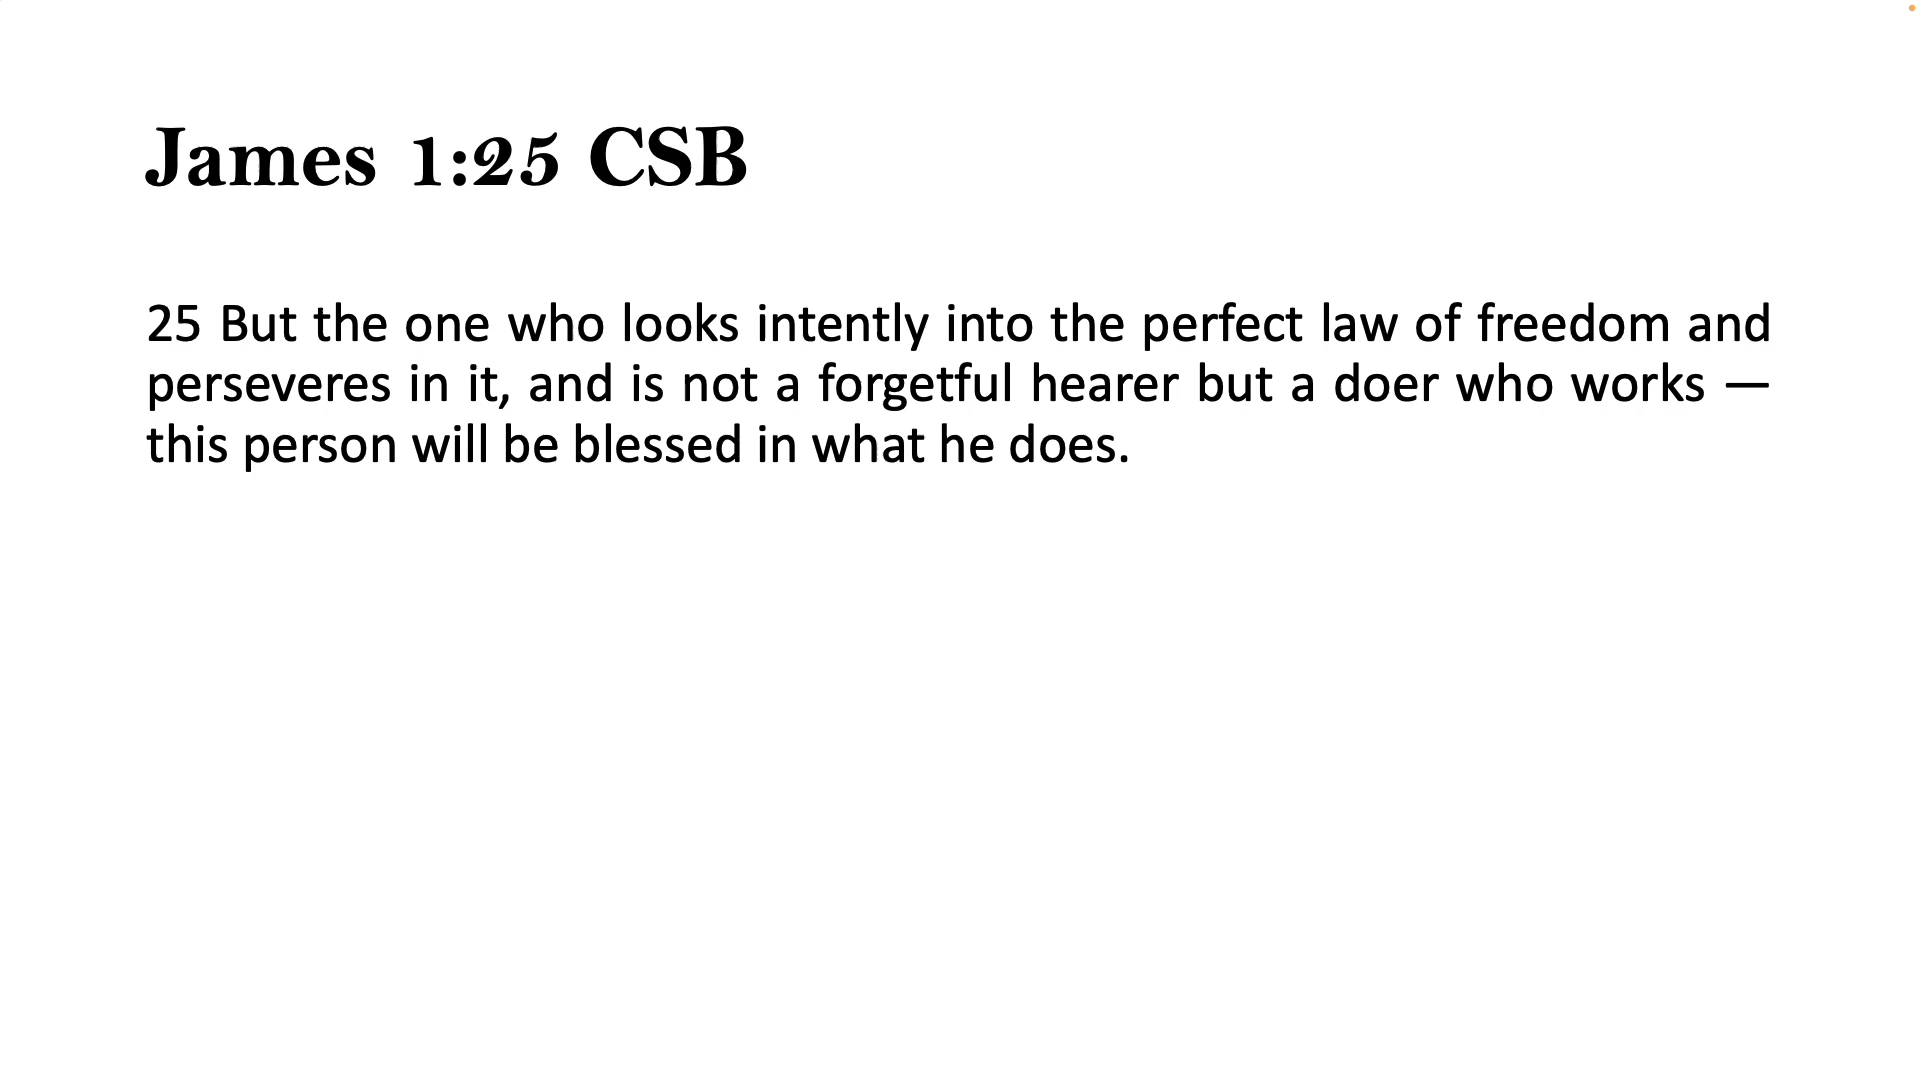 James 1:25 CSB
25 But the one who looks intently into the perfect law of freedom and
perseveres in it, and is not a forgetful hearer but a doer who works —
this person will be blessed in what he does.